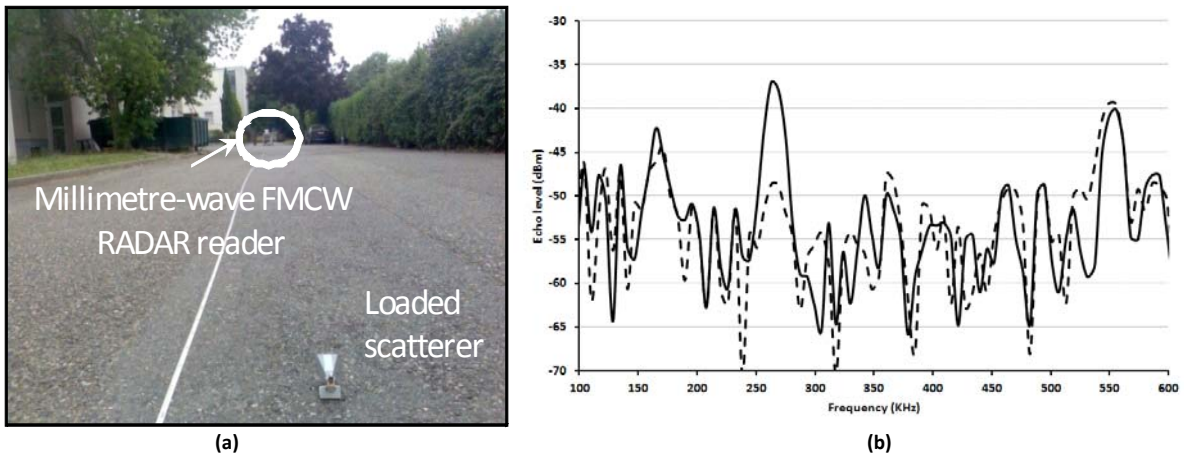 Millimetre-wave FMCW
RADAR reader
Loaded
scatterer
(a)
-30
-35
-40
-45
-50
-55
-60
-65
-70
Echo level (dBm)
100 150 200 250 300 350 400 450 500 550 600
Frequency (KHz)
(b)